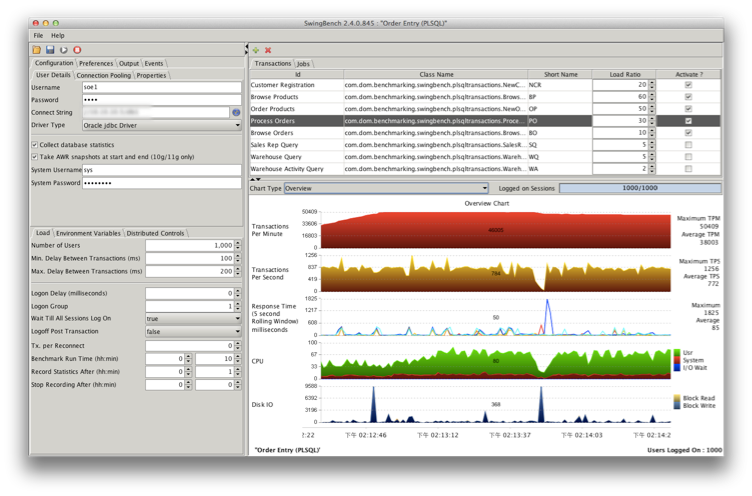 SwingBench 2.4.0.845 : "Order Entry (PLSQL)"
File Help
Configuration Preferences Output Events
User Details Connection Pooling Properties
Username soe1
Password ••••
Connect String
Driver Type Oracle jdbc Driver
Collect database statistics
Take AWR snapshots at start and end (10g/11g only)
System Username sys
System Password ••••••••
Load Environment Variables Distributed Controls
Number of Users 1,000
Min. Delay Between Transactions (ms) 100
Max. Delay Between Transactions (ms) 200
Logon Delay (milliseconds) 0
Logon Group 1
Wait Till All Sessions Log On true
Logoff Post Transaction false
Tx. per Reconnect 0
Benchmark Run Time (hh:min) 0 10
Record Statistics After (hh:min) 0 1
Stop Recording After (hh:min) 0 0
Transactions Jobs
Id Class Name Short Name Load Ratio Activate ?
Customer Registration com.dom.benchmarking.swingbench.plsqltransactions.NewC... NCR 20
Browse Products com.dom.benchmarking.swingbench.plsqltransactions.Brows... BP 60
Order Products com.dom.benchmarking.swingbench.plsqltransactions.NewO... OP 50
Process Orders com.dom.benchmarking.swingbench.plsqltransactions.Proce... PO 30
Browse Orders com.dom.benchmarking.swingbench.plsqltransactions.Brows... BO 10
Sales Rep Query com.dom.benchmarking.swingbench.plsqltransactions.SalesR... SQ 5
Warehouse Query com.dom.benchmarking.swingbench.plsqltransactions.Wareh... WQ 5
Warehouse Activity Query com.dom.benchmarking.swingbench.plsqltransactions.Wareh... WA 2
Chart Type Overview Logged on Sessions 1000/1000
Overview Chart
Transactions Per Minute
50409
33606
16803
0
Maximum TPM
50409
Average TPM
38003
Transactions Per Second
1256
837
419
0
786
Maximum TPS
1256
Average TPS
772
Response Time
(5 second
Rolling Window)
milliseconds
1825
1217
608
0
50
Maximum
1825
Average
85
CPU
100
67
33
0
80
Usr
System
I/O Wait
Disk IO
9588
6392
3196
0
368
Block Read
Block Write
:22 下午 02:12:46 下午 02:13:12 下午 02:13:37 下午 02:14:03 下午 02:14:2
"Order Entry (PLSQL)' Users Logged On : 1000